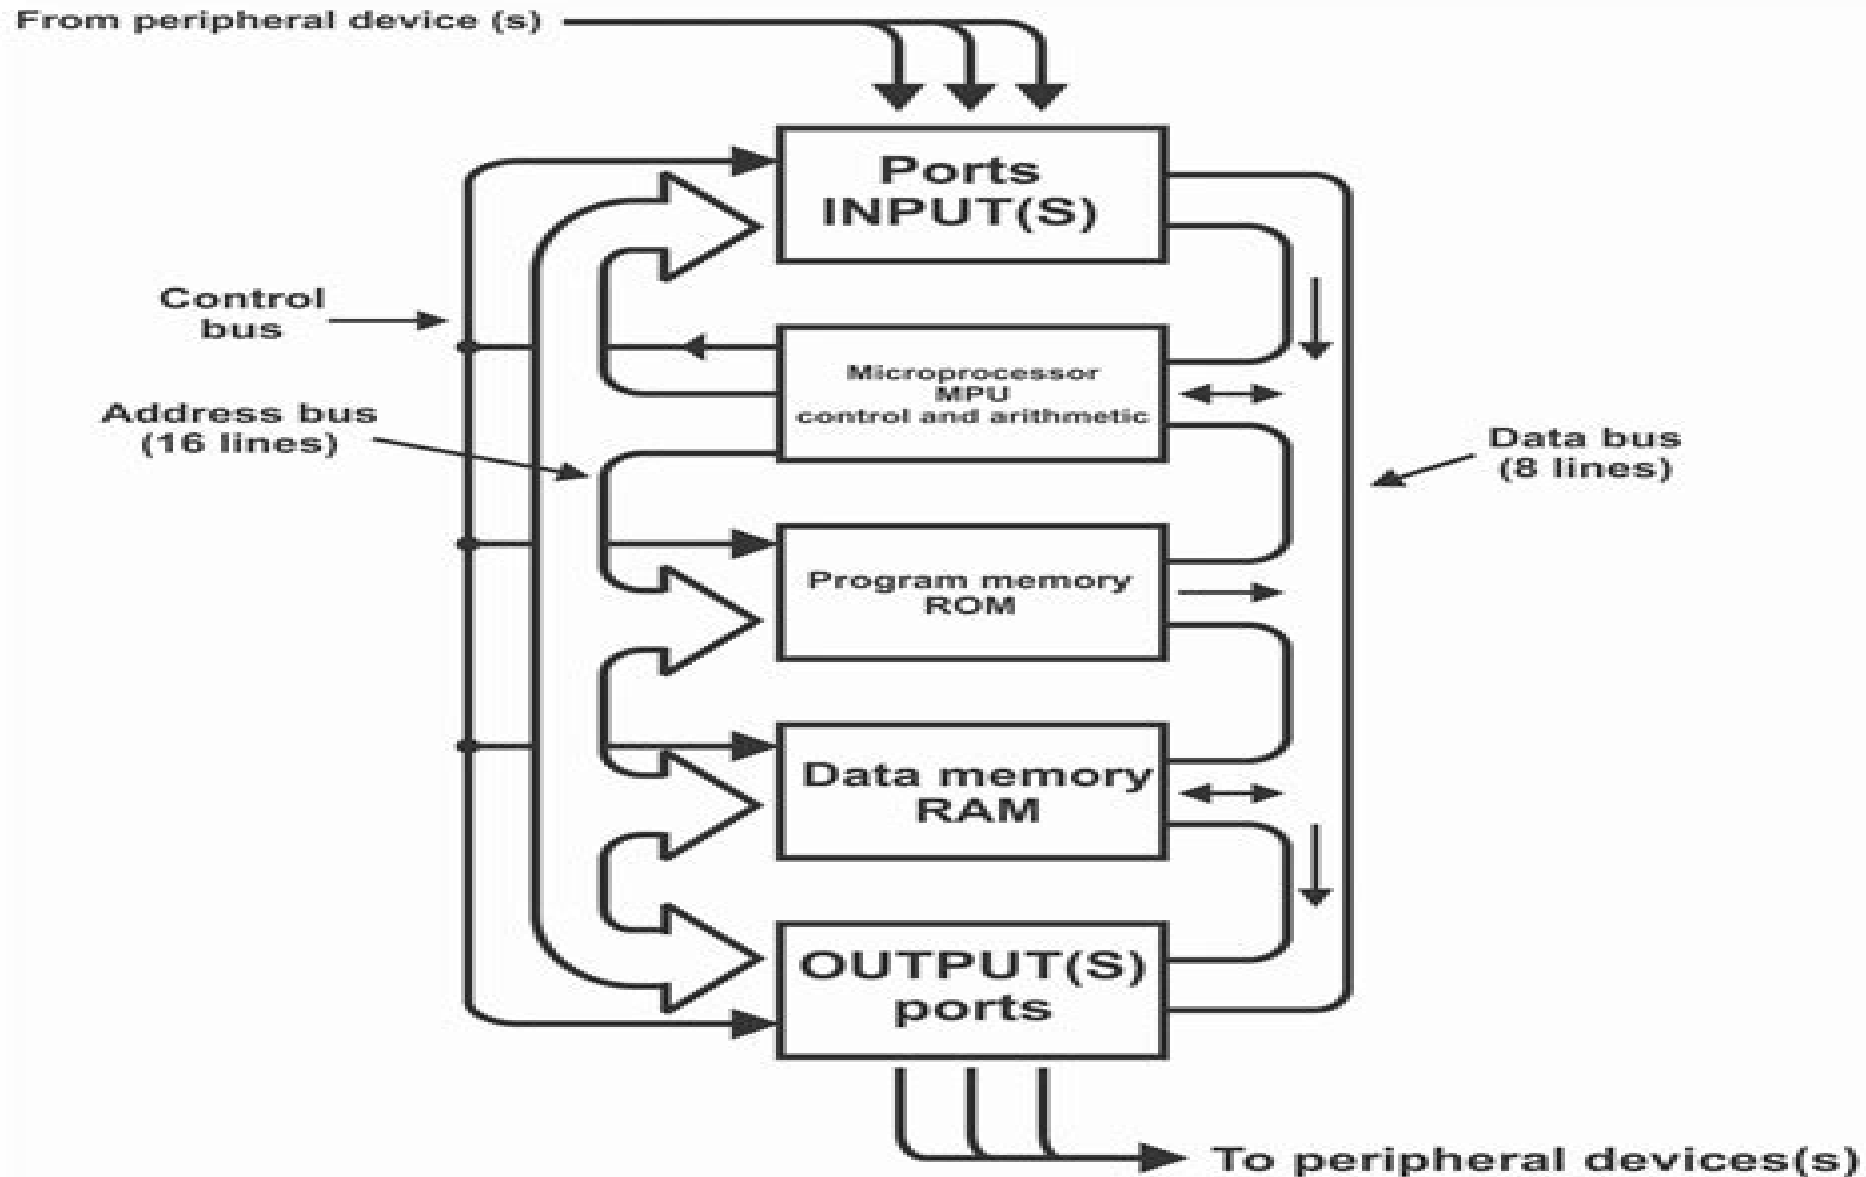 From peripheral device (s)
Ports
INPUT(S)
Control
bus
Microprocessor
MPU
control and arithmetic
Address bus
(16 lines)
Data bus
(8 lines)
Program memory
ROM
Data memory
RAM
OUTPUT(S)
ports
To peripheral devices(s)